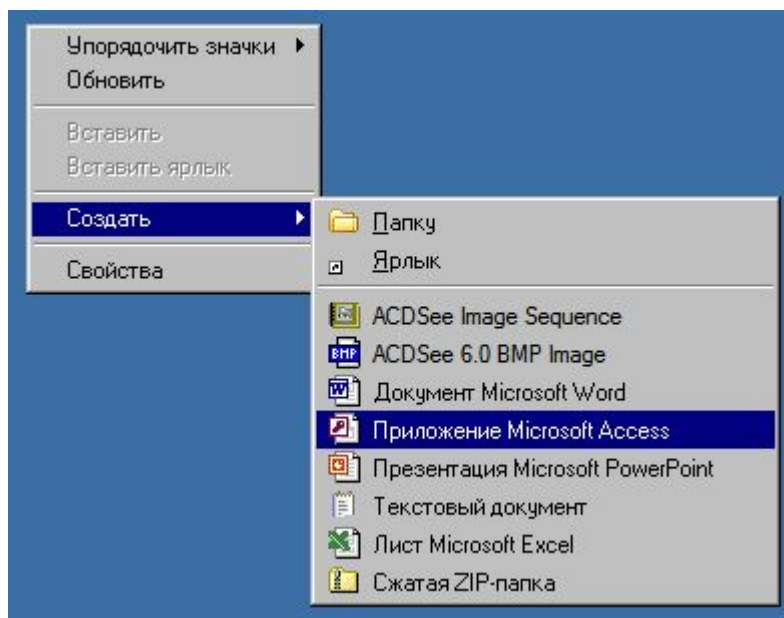 Упорядочить значки
Обновить
Вставить
Вставить ярлык
Создать
Свойства
Папку
Ярлык
ACDSee Image Sequence
ACDSee 6.0 BMP Image
Документ Microsoft Word
Приложение Microsoft Access
Презентация Microsoft PowerPoint
Текстовый документ
Лист Microsoft Excel
Сжатая ZIP-папка